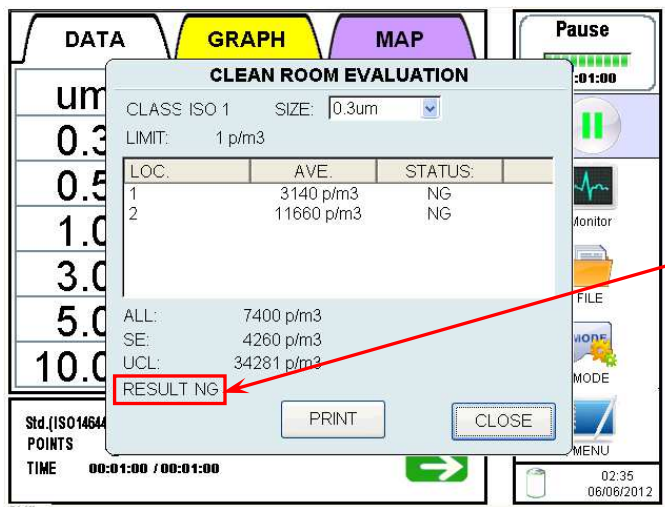 DATA GRAPH MAP
Pause
:01:00
CLEAN ROOM EVALUATION
CLASS ISO 1 SIZE: 0.3um
LIMIT: 1 p/m3
LOC. AVE. STATUS:
1 3140 p/m3 NG
2 11660 p/m3 NG
ALL: 7400 p/m3
SE: 4260 p/m3
UCL: 34281 p/m3
RESULT NG
PRINT CLOSE
um
0.3
0.5
1.0
3.0
5.0
10.0
Monitor
FILE
MODE
MODE
MENU
Std.(ISO14644
POINTS
TIME 00:01:00 / 00:01:00
02:35
06/06/2012